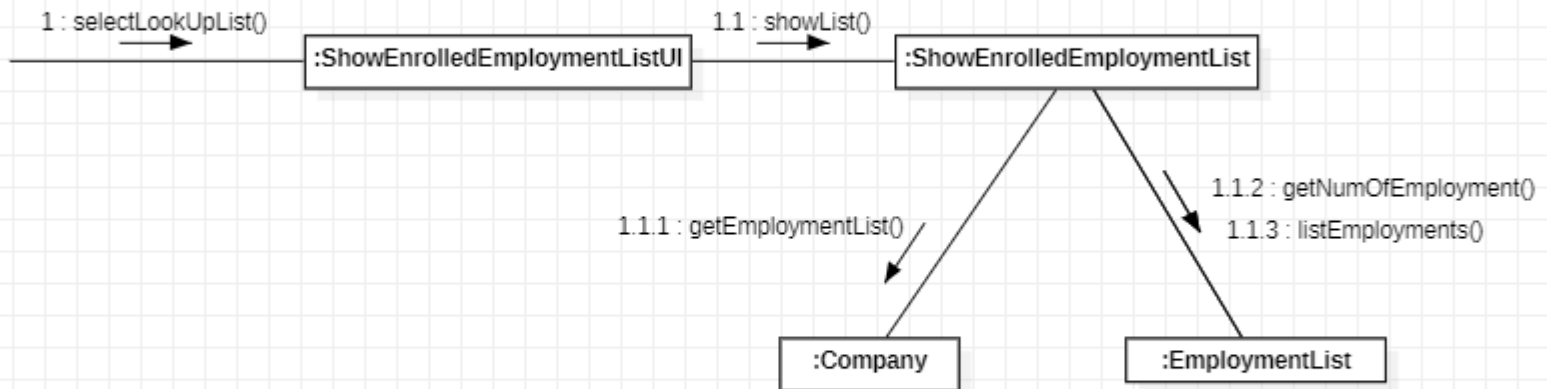 1 : selectLookUpList()
1.1 : showList()
:ShowEnrolledEmploymentListUI
:ShowEnrolledEmploymentList
1.1.2 : getNumOfEmployment()
1.1.1 : getEmploymentList()
1.1.3 : listEmployments()
:Company
:EmploymentList